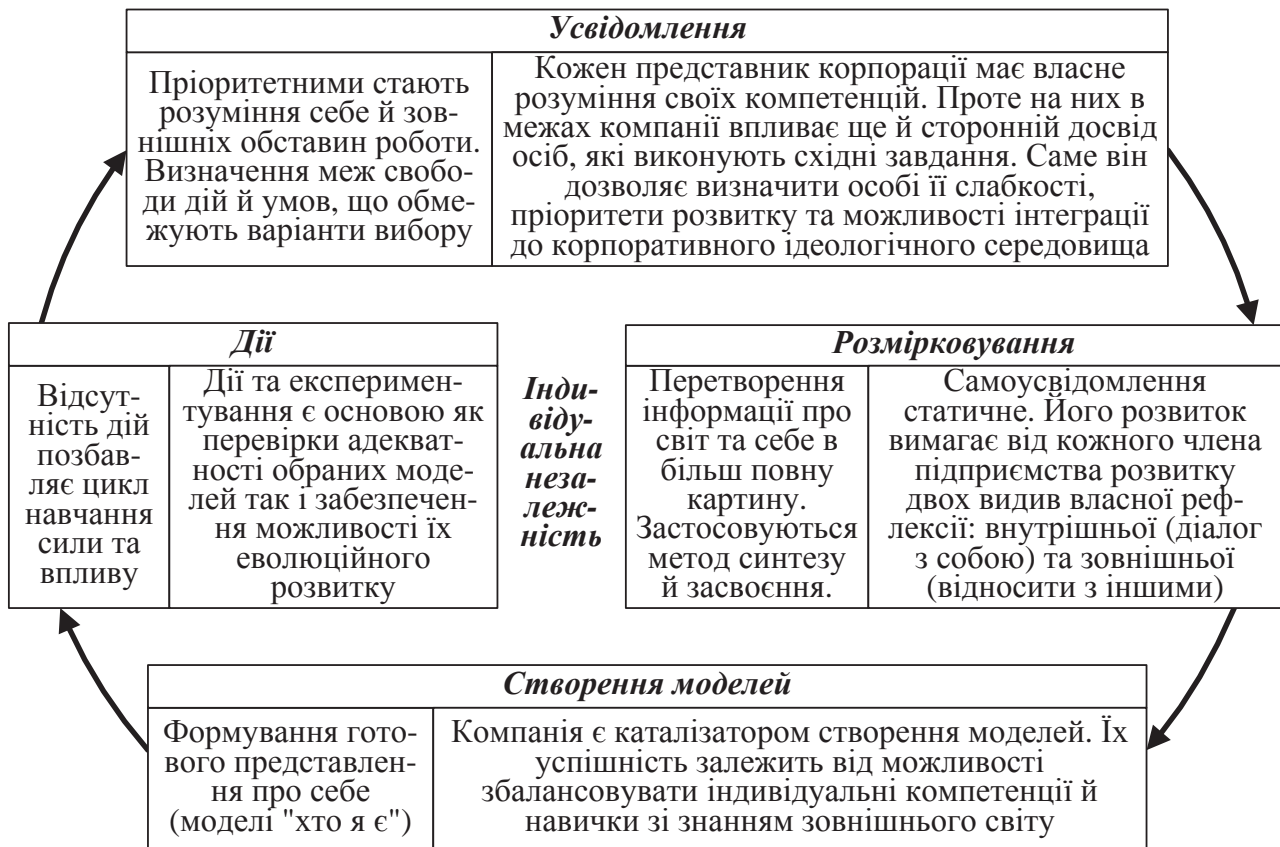 Усвідомлення
Пріоритетними стають
розуміння себе й зов-
нішніх обставин роботи.
Визначення меж свобо-
ди дій й умов, що обме-
жують варіанти вибору
Кожен представник корпорації має власне
розуміння своїх компетенцій. Проте на них в
межах компанії впливає ще й сторонній досвід
осіб, які виконують східні завдання. Саме він
дозволяє визначити особі її слабкості,
пріоритети розвитку та можливості інтеграції
до корпоративного ідеологічного середовища
Дії
Відсут-
ність дій
позбав-
ляє цикл
навчання
сили та
впливу
Дії та експеримен-
тування є основою як
перевірки адекват-
ності обраних моде-
лей так і забезпечен-
ня можливості їх
еволюційного
розвитку
Інди-
віду-
альна
неза-
леж-
ність
Розмірковування
Перетворення
інформації про
світ та себе в
більш повну
картину.
Застосовуються
метод синтезу
й засвоєння.
Самоусвідомлення
статичне. Його розвиток
вимагає від кожного члена
підприємства розвитку
двох видив власної реф-
лексії: внутрішньої (діалог
з собою) та зовнішньої
(відносити з іншими)
Створення моделей
Формування гото-
вого представлен-
ня про себе
(моделі "хто я є")
Компанія є каталізатором створення моделей. Їх
успішність залежить від можливості
збалансовувати індивідуальні компетенції й
навички зі знанням зовнішнього світу